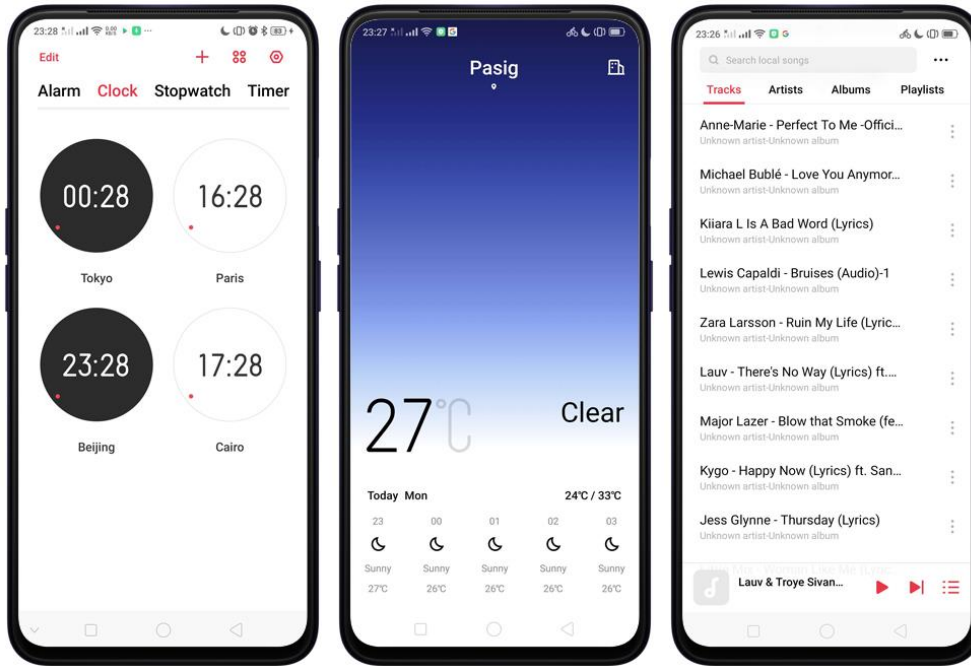 23:28
83
Edit
Alarm Clock Stopwatch Timer
00:28
16:28
Tokyo
Paris
23:28
17:28
Beijing
Cairo
23:27
Pasig
27°C
Clear
Today Mon
24°C / 33°C
23 00 01 02 03
Sunny Sunny Sunny Sunny Sunny
27°C 26°C 26°C 26°C 26°C
23:26
Search local songs
Tracks Artists Albums Playlists
Anne-Marie - Perfect To Me -Offici...
Unknown artist-Unknown album
Michael Bublé - Love You Anymor...
Unknown artist-Unknown album
Kiiara L Is A Bad Word (Lyrics)
Unknown artist-Unknown album
Lewis Capaldi - Bruises (Audio)-1
Unknown artist-Unknown album
Zara Larsson - Ruin My Life (Lyric...
Unknown artist-Unknown album
Lauv - There's No Way (Lyrics) ft....
Unknown artist-Unknown album
Major Lazer - Blow that Smoke (fe...
Unknown artist-Unknown album
Kygo - Happy Now (Lyrics) ft. San...
Unknown artist-Unknown album
Jess Glynne - Thursday (Lyrics)
Unknown artist-Unknown album
Lauv & Troye Sivan...